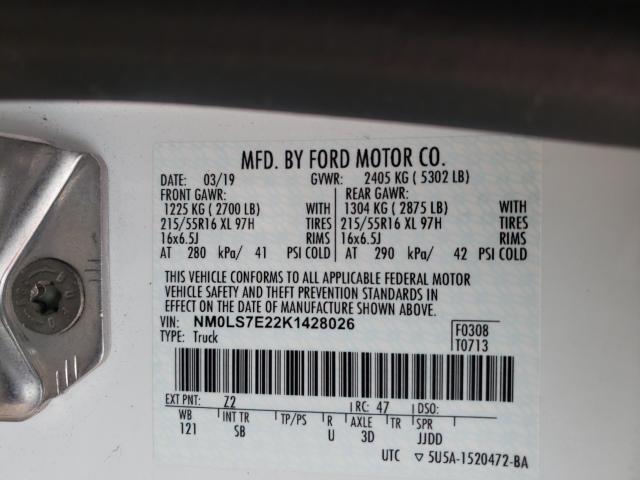 MFD. BY FORD MOTOR CO.
DATE: 03/19 GVWR: 2405 KG ( 5302 LB)
FRONT GAWR: REAR GAWR:
1225 KG ( 2700 LB) WITH 1304 KG ( 2875 LB) WITH
215/55R16 XL 97H TIRES 215/55R16 XL 97H TIRES
16x6.5J RIMS 16x6.5J RIMS
AT 280 kPa/ 41 PSI COLD AT 290 kPa/ 42 PSI COLD
THIS VEHICLE CONFORMS TO ALL APPLICABLE FEDERAL MOTOR
VEHICLE SAFETY AND THEFT PREVENTION STANDARDS IN
EFFECT ON THE DATE OF MANUFACTURE SHOWN ABOVE.
VIN: NM0LS7E22K1428026 F0308
TYPE: Truck T0713
EXT PNT: Z2 RC: 47 DSO:
WB INT TR TP/PS R AXLE TR SPR
121 SB U 3D JJDD
UTC ▽ 5U5A-1520472-BA